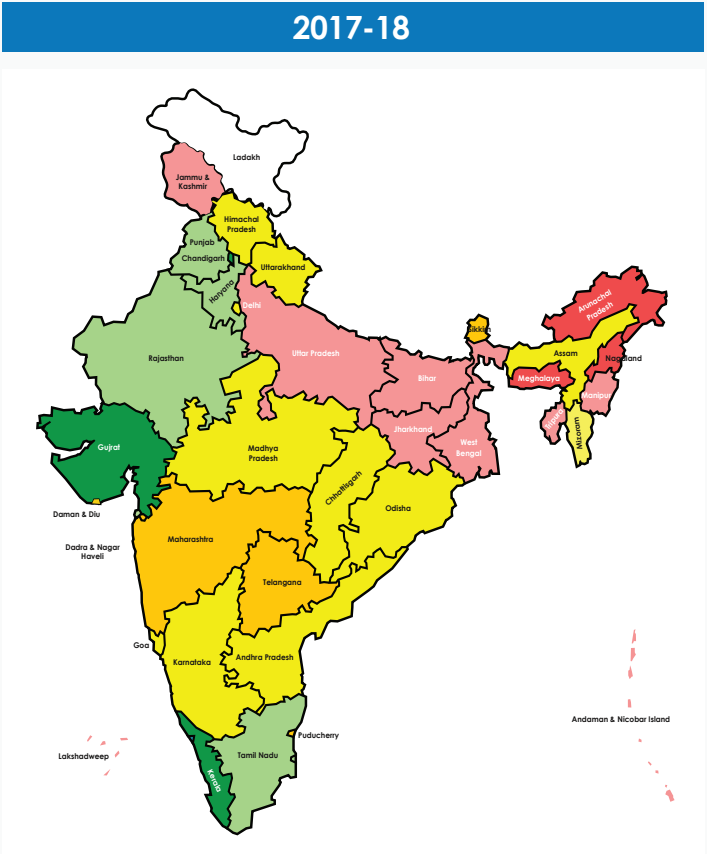 2017-18
Ladakh
Jammu &
Kashmir
Himachal
Pradesh
Punjab
Chandigarh
Uttarakhand
Haryana
Delhi
Arunachal
Pradesh
Sikkim
Rajasthan
Uttar Pradesh
Assam
Nagaland
Bihar
Meghalaya
Manipur
Tripura
Mizoram
Jharkhand
West
Bengal
Gujrat
Madhya
Pradesh
Chhattisgarh
Odisha
Daman & Diu
Dadra & Nagar
Haveli
Maharashtra
Telangana
Goa
Karnataka
Andhra Pradesh
Andaman & Nicobar Island
Puducherry
Lakshadweep
Tamil Nadu
Kerala